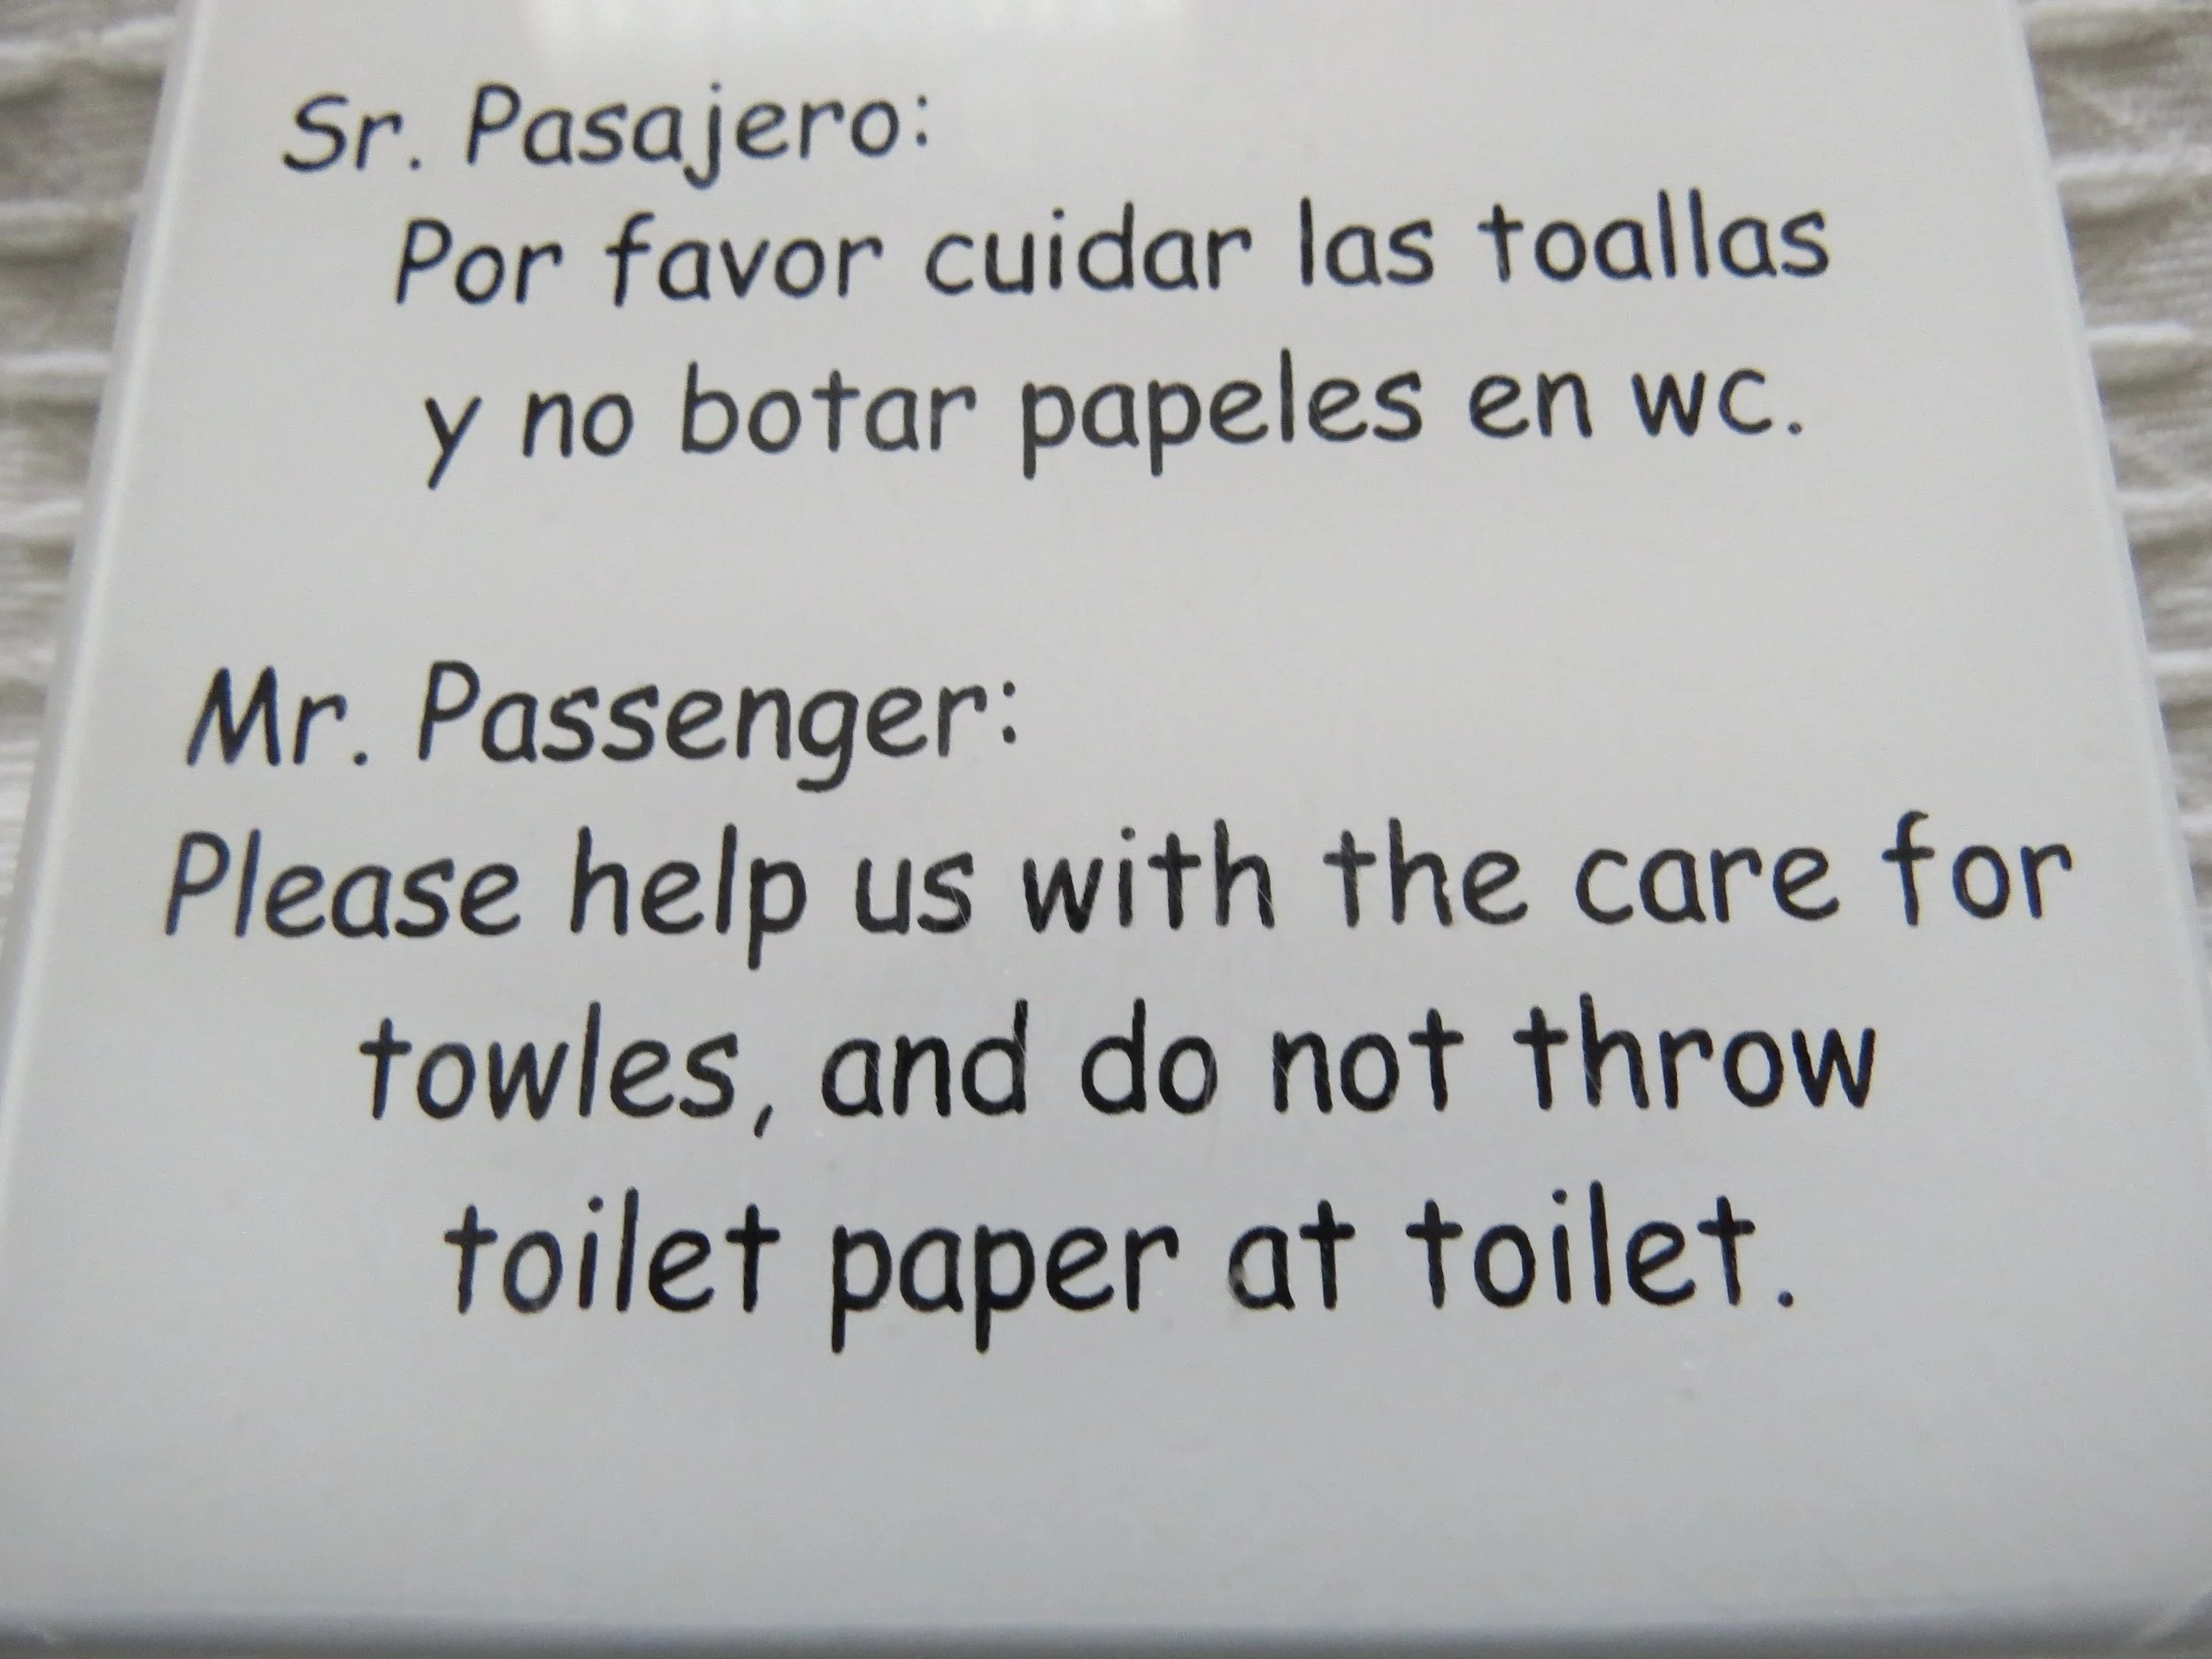 Sr. Pasajero:
Por favor cuidar las toallas
y no botar papeles en wc.
Mr. Passenger:
Please help us with the care for
towles, and do not throw
toilet paper at toilet.